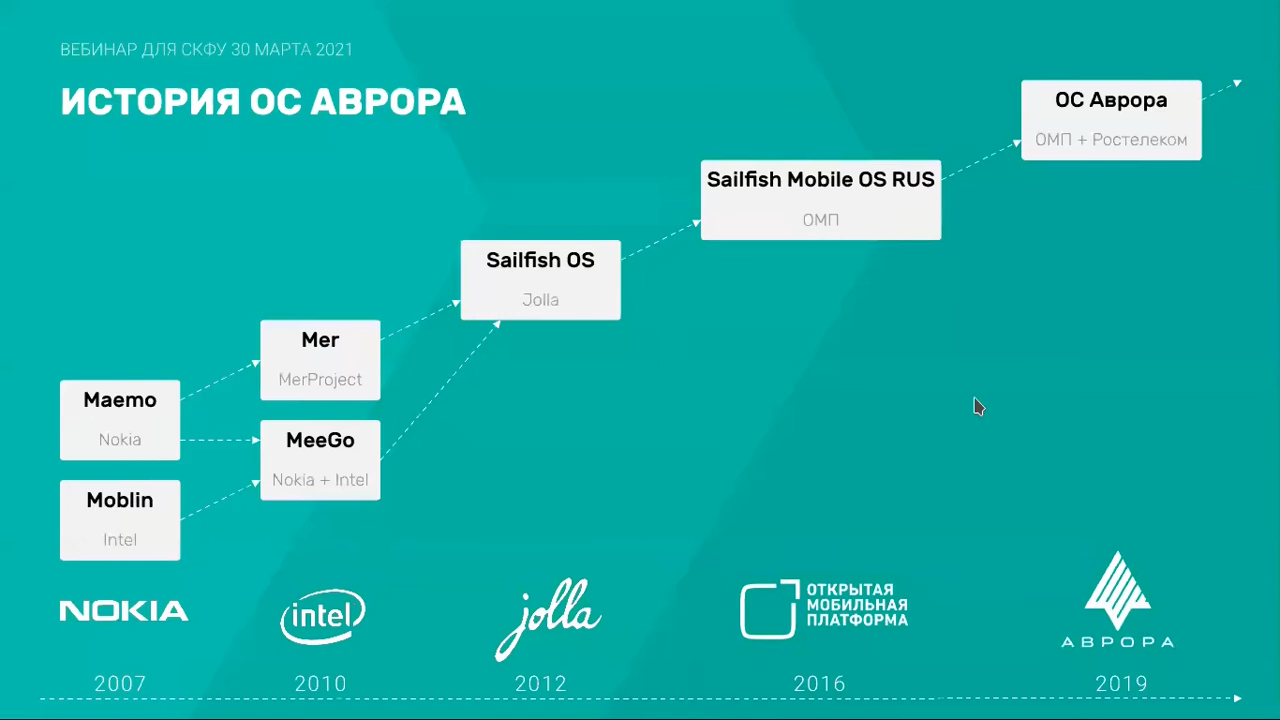 ВЕБИНАР ДЛЯ СКФУ 30 МАРТА 2021
ИСТОРИЯ ОС АВРОРА
ОС Аврора
ОМП + Ростелеком
Sailfish Mobile OS RUS
ОМП
Sailfish OS
Jolla
Mer
MerProject
Maemo
Nokia
MeeGo
Nokia + Intel
Moblin
Intel
NOKIA
intel
jolla
ОТКРЫТАЯ
МОБИЛЬНАЯ
ПЛАТФОРМА
АВРОРА
2007
2010
2012
2016
2019